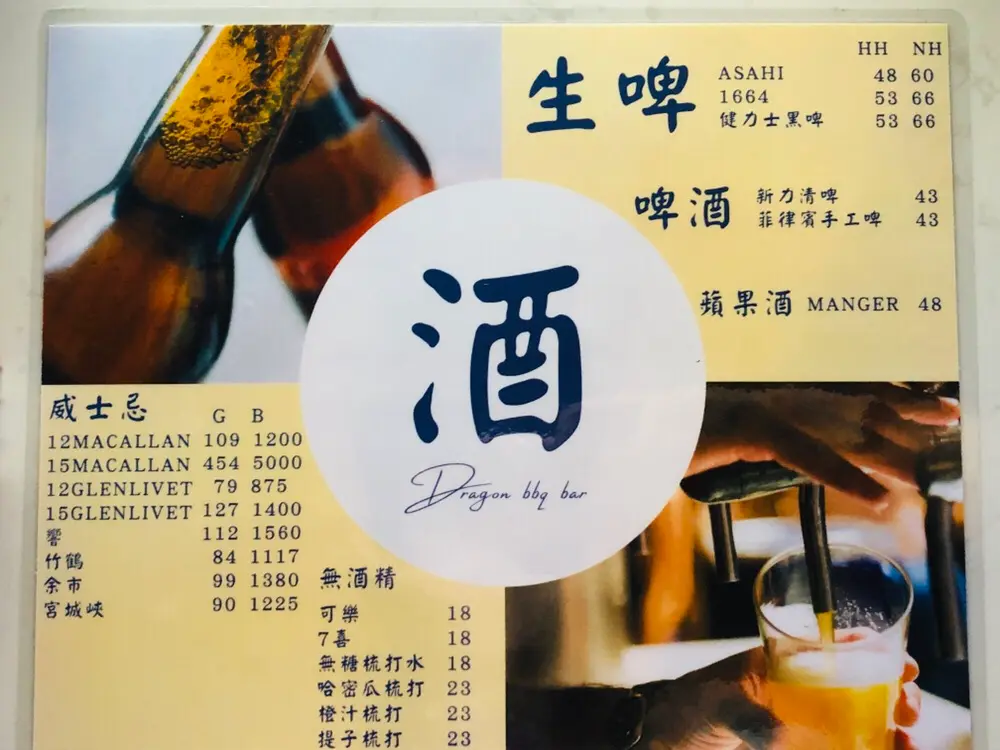 HH NH
生啤
ASAHI 48 60
1664 53 66
健力士黑啤 53 66
啤酒
新力清啤 43
菲律賓手工啤 43
蘋果酒 MANGER 48
酒
Dragon bbq bar
威士忌 G B
12MACALLAN 109 1200
15MACALLAN 454 5000
12GLENLIVET 79 875
15GLENLIVET 127 1400
響 112 1560
竹鶴 84 1117
余市 99 1380
宮城峽 90 1225
無酒精
可樂 18
7喜 18
無糖梳打水 18
哈密瓜梳打 23
橙汁梳打 23
提子梳打 23